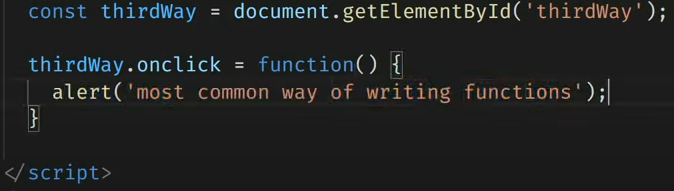 const thirdWay = document.getElementById('thirdWay');
thirdWay.onclick = function() {
alert('most common way of writing functions');
}
</script>